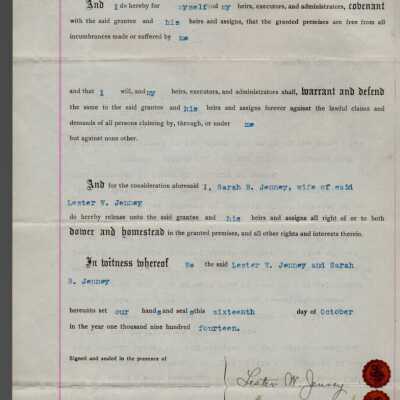 And I do hereby for myself and my heirs, executors, and administrators, covenant
with the said grantee and his heirs and assigns, that the granted premises are free from all
incumbrances made or suffered by me
and that I will, and my heirs, executors, and administrators shall, warrant and defend
the same to the said grantee and his heirs and assigns forever against the lawful claims and
demands of all persons claiming by, through, or under me
but against none other.
And for the consideration aforesaid I, Sarah B. Jenney, wife of said
Lester W. Jenney
do hereby release unto the said grantee and his heirs and assigns all right of or to both
dower and homestead in the granted premises, and all other rights and interests therein.
In witness whereof We the said Lester W. Jenney and Sarah
B. Jenney
hereunto set our hands and seals this sixteenth day of October
in the year one thousand nine hundred fourteen.
Signed and sealed in the presence of
Lester W. Jenney